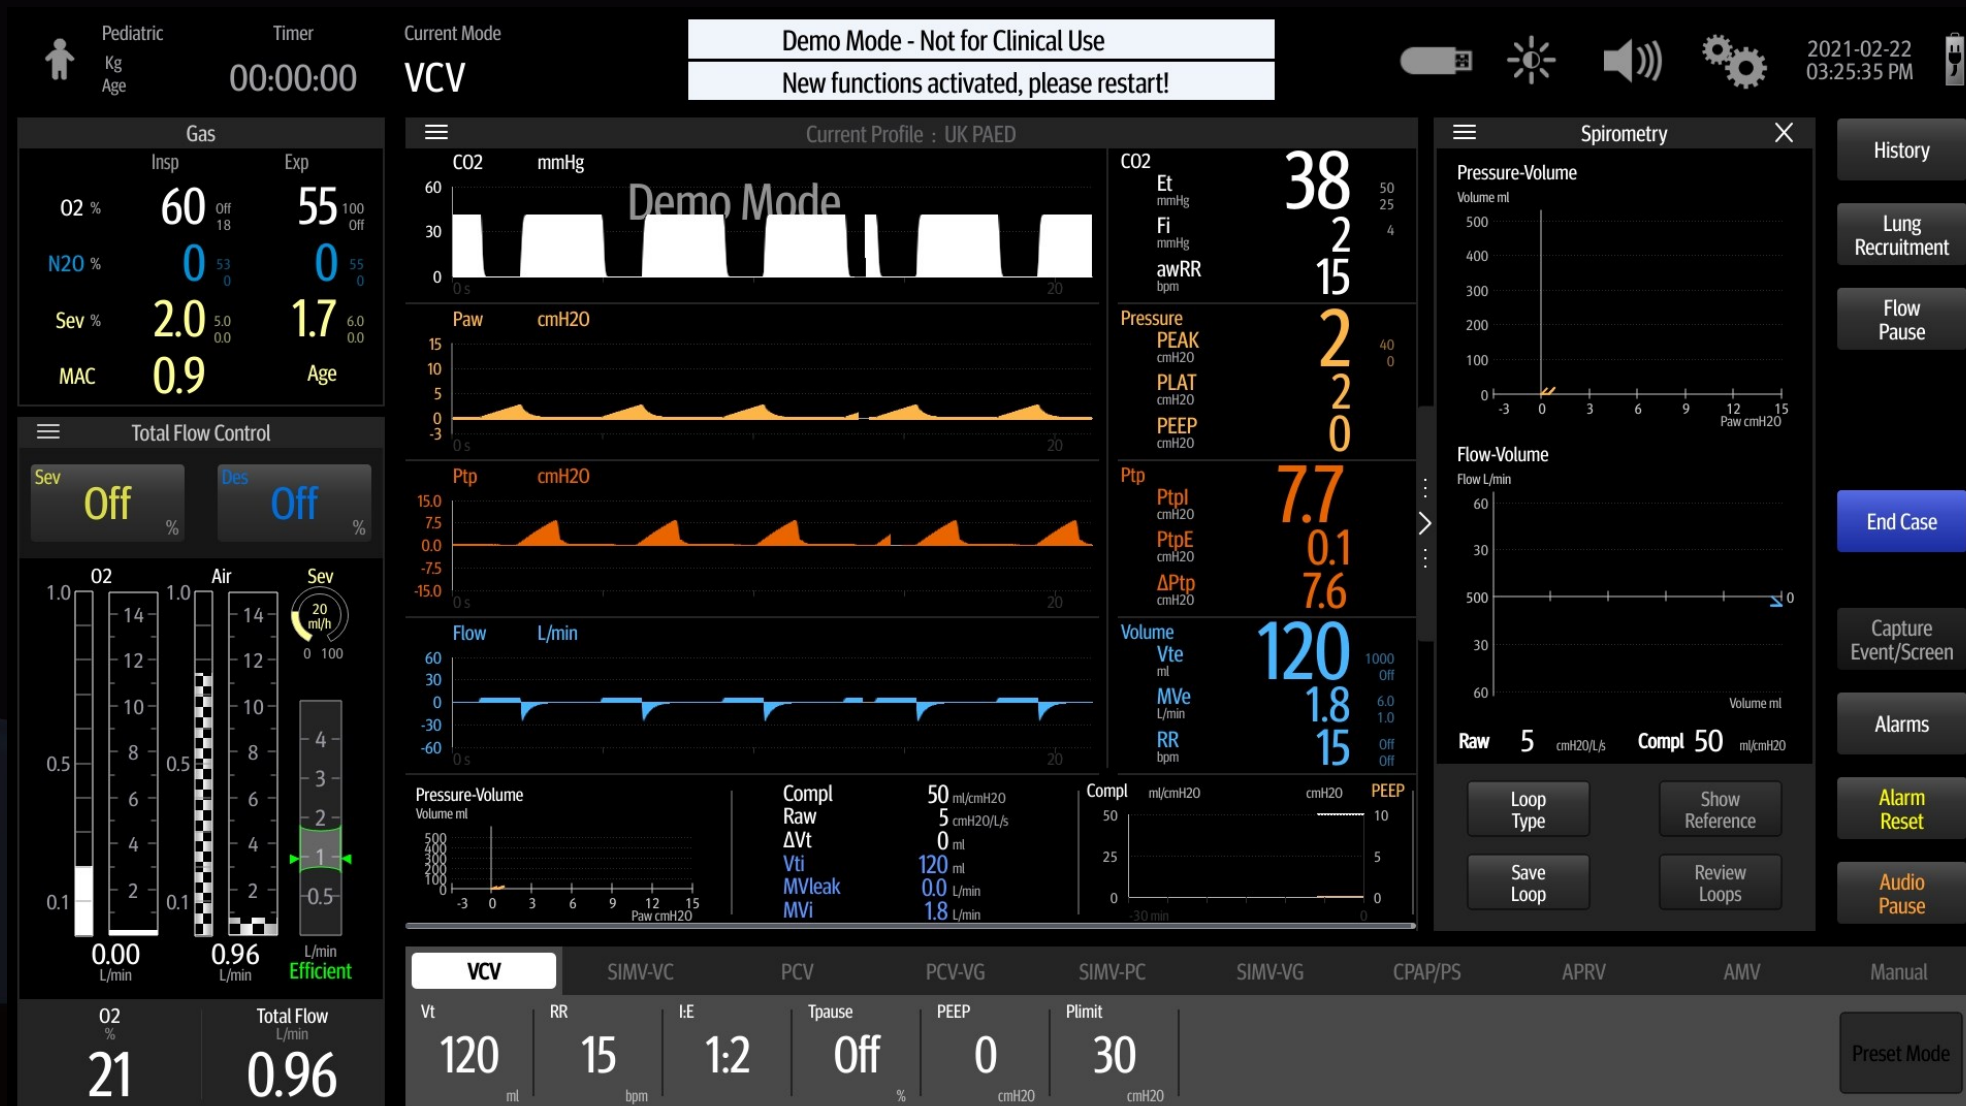 Pediatric
Kg
Age
Timer
00:00:00
Current Mode
VCV
Demo Mode - Not for Clinical Use
New functions activated, please restart!
2021-02-22
03:25:35 PM
Gas
Insp Exp
O2 % 60 Off 18 55 100 Off
N2O % 0 53 0 0 55 0
Sev % 2.0 5.0 0.0 1.7 6.0 0.0
MAC 0.9 Age
Total Flow Control
Sev Off %
Des Off %
O2 Air Sev
1.0 0.5 0.1
14 12 10 8 6 4 2
1.0 0.5 0.1
14 12 10 8 6 4 2
20 ml/h
0 100
4 3 2 1 0.5
0.00 L/min
0.96 L/min
L/min
Efficient
O2 % 21
Total Flow L/min 0.96
Current Profile : UK PAED
CO2 mmHg
Demo Mode
60 30 0
0 s 20
Paw cmH2O
15 10 5 0 -3
0 s 20
Ptp cmH2O
15.0 7.5 0.0 -7.5 -15.0
0 s 20
Flow L/min
60 30 0 -30 -60
0 s 20
CO2
Et mmHg 38 50 25
Fi mmHg 2 4
awRR bpm 15
Pressure
PEAK cmH2O 2 40 0
PLAT cmH2O 2
PEEP cmH2O 0
Ptp
PtpI cmH2O 7.7
PtpE cmH2O 0.1
ΔPtp cmH2O 7.6
Volume
Vte ml 120 1000 Off
MVe L/min 1.8 6.0 1.0
RR bpm 15 Off Off
Pressure-Volume
Volume ml
500 400 300 200 100 0
-3 0 3 6 9 12 15
Paw cmH2O
Compl 50 ml/cmH2O
Raw 5 cmH2O/L/s
ΔVt 0 ml
Vti 120 ml
MVleak 0.0 L/min
MVi 1.8 L/min
Compl ml/cmH2O cmH2O PEEP
50 25 0
10 5 0
-30 min 0
Spirometry
Pressure-Volume
Volume ml
500 400 300 200 100 0
-3 0 3 6 9 12 15
Paw cmH2O
Flow-Volume
Flow L/min
60 30 500 0 30 60
Volume ml
Raw 5 cmH2O/L/s Compl 50 ml/cmH2O
Loop
Type
Show
Reference
Save
Loop
Review
Loops
History
Lung
Recruitment
Flow
Pause
End Case
Capture
Event/Screen
Alarms
Alarm
Reset
Audio
Pause
VCV SIMV-VC PCV PCV-VG SIMV-PC SIMV-VG CPAP/PS APRV AMV Manual
Vt RR I:E Tpause PEEP Plimit
120 15 1:2 Off 0 30
ml bpm % cmH2O cmH2O
Preset Mode